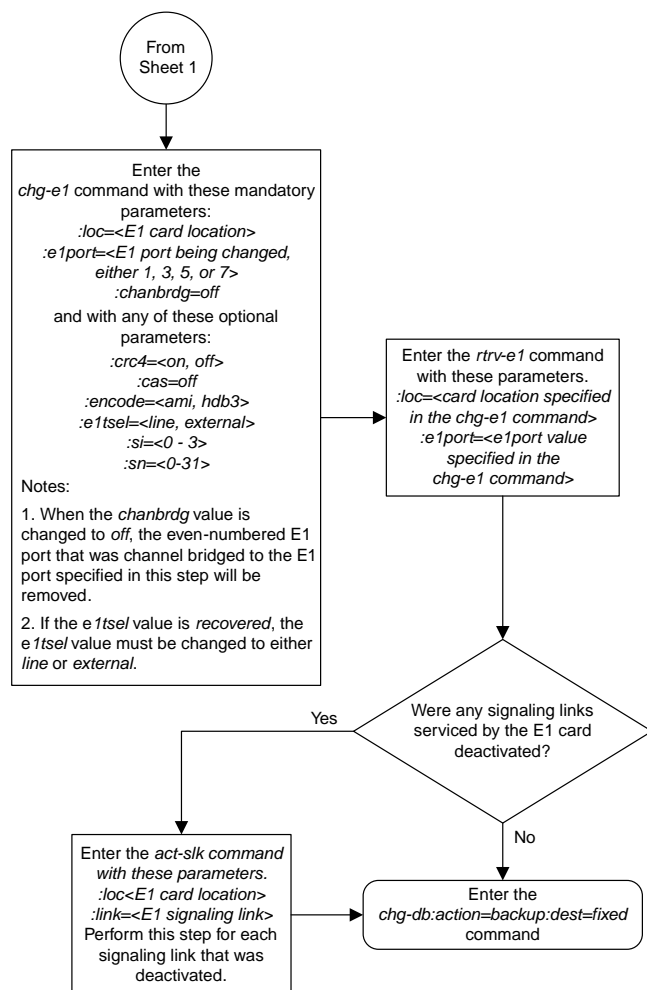 From
Sheet 1
Enter the
chg-e1 command with these mandatory
parameters:
:loc=<E1 card location>
:e1port=<E1 port being changed,
either 1, 3, 5, or 7>
:chanbrdg=off
and with any of these optional
parameters:
:crc4=<on, off>
:cas=off
:encode=<ami, hdb3>
:e1tsel=<line, external>
:si=<0 - 3>
:sn=<0-31>
Notes:
1. When the chanbrdg value is
changed to off, the even-numbered E1
port that was channel bridged to the E1
port specified in this step will be
removed.
2. If the e1tsel value is recovered, the
e1tsel value must be changed to either
line or external.
Enter the rtrv-e1 command
with these parameters.
:loc=<card location specified
in the chg-e1 command>
:e1port=<e1port value
specified in the
chg-e1 command>
Were any signaling links
serviced by the E1 card
deactivated?
Yes
No
Enter the act-slk command
with these parameters.
:loc<E1 card location>
:link=<E1 signaling link>
Perform this step for each
signaling link that was
deactivated.
Enter the
chg-db:action=backup:dest=fixed
command